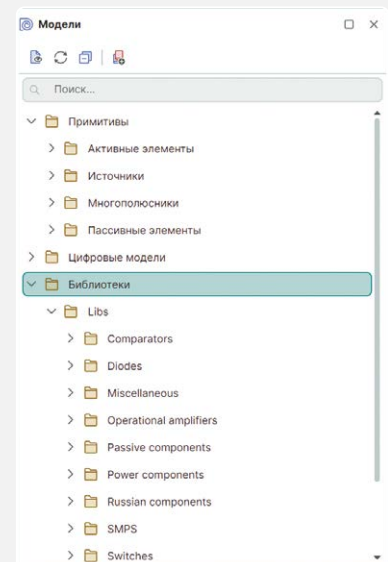 Модели
Поиск...
Примитивы
Активные элементы
Источники
Многополюсники
Пассивные элементы
Цифровые модели
Библиотеки
Libs
Comparators
Diodes
Miscellaneous
Operational amplifiers
Passive components
Power components
Russian components
SMPS
Switches